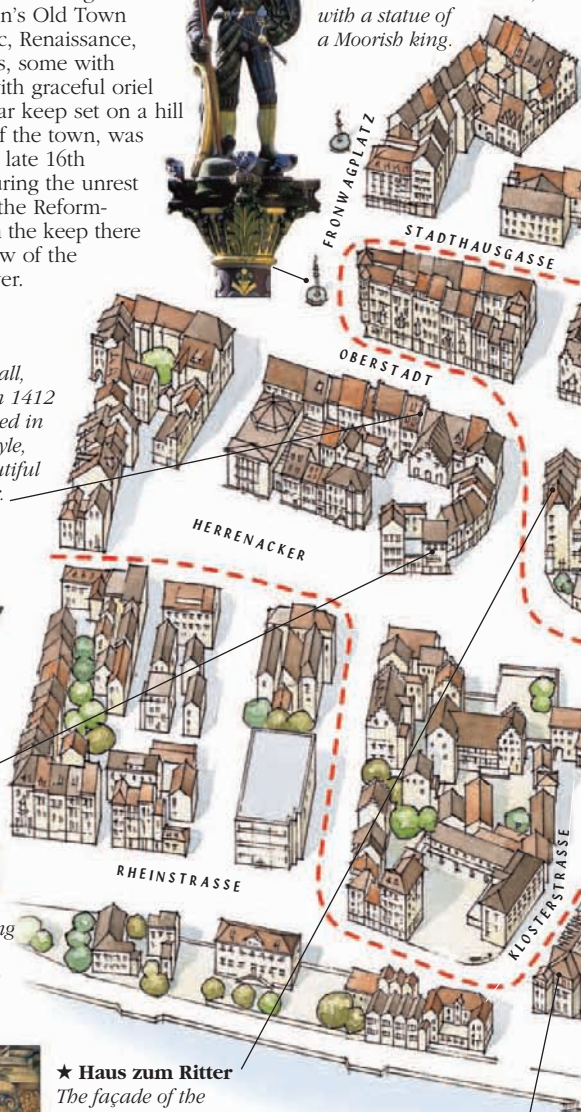 n's Old Town
c, Renaissance,
s, some with
ith graceful oriel
ar keep set on a hill
f the town, was
late 16th
uring the unrest
the Reform-
n the keep there
w of the
er.
with a statue of
a Moorish king.
FRONWAGPLATZ
STADTHAUSGASSE
OBERSTADT
all,
n 1412
ed in
yle,
utiful
r.
HERRENACKER
RHEINSTRASSE
KLOSTERSTRASSE
ng
★ Haus zum Ritter
The façade of the